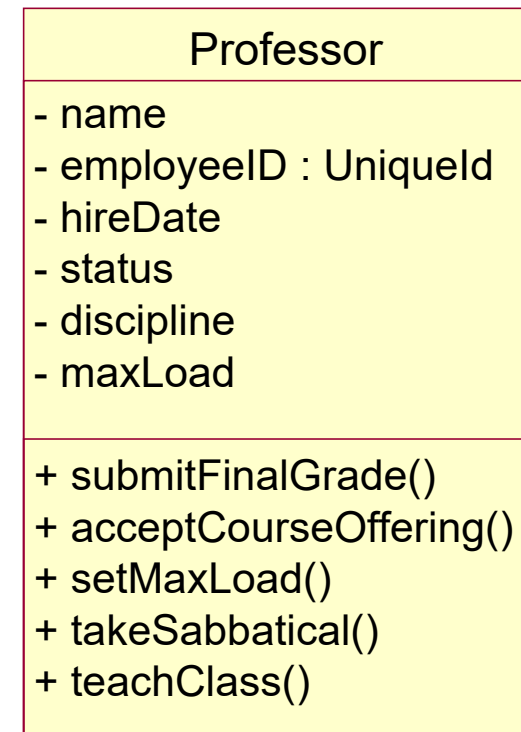 Professor
- name
- employeeID : UniqueId
- hireDate
- status
- discipline
- maxLoad
+ submitFinalGrade()
+ acceptCourseOffering()
+ setMaxLoad()
+ takeSabbatical()
+ teachClass()